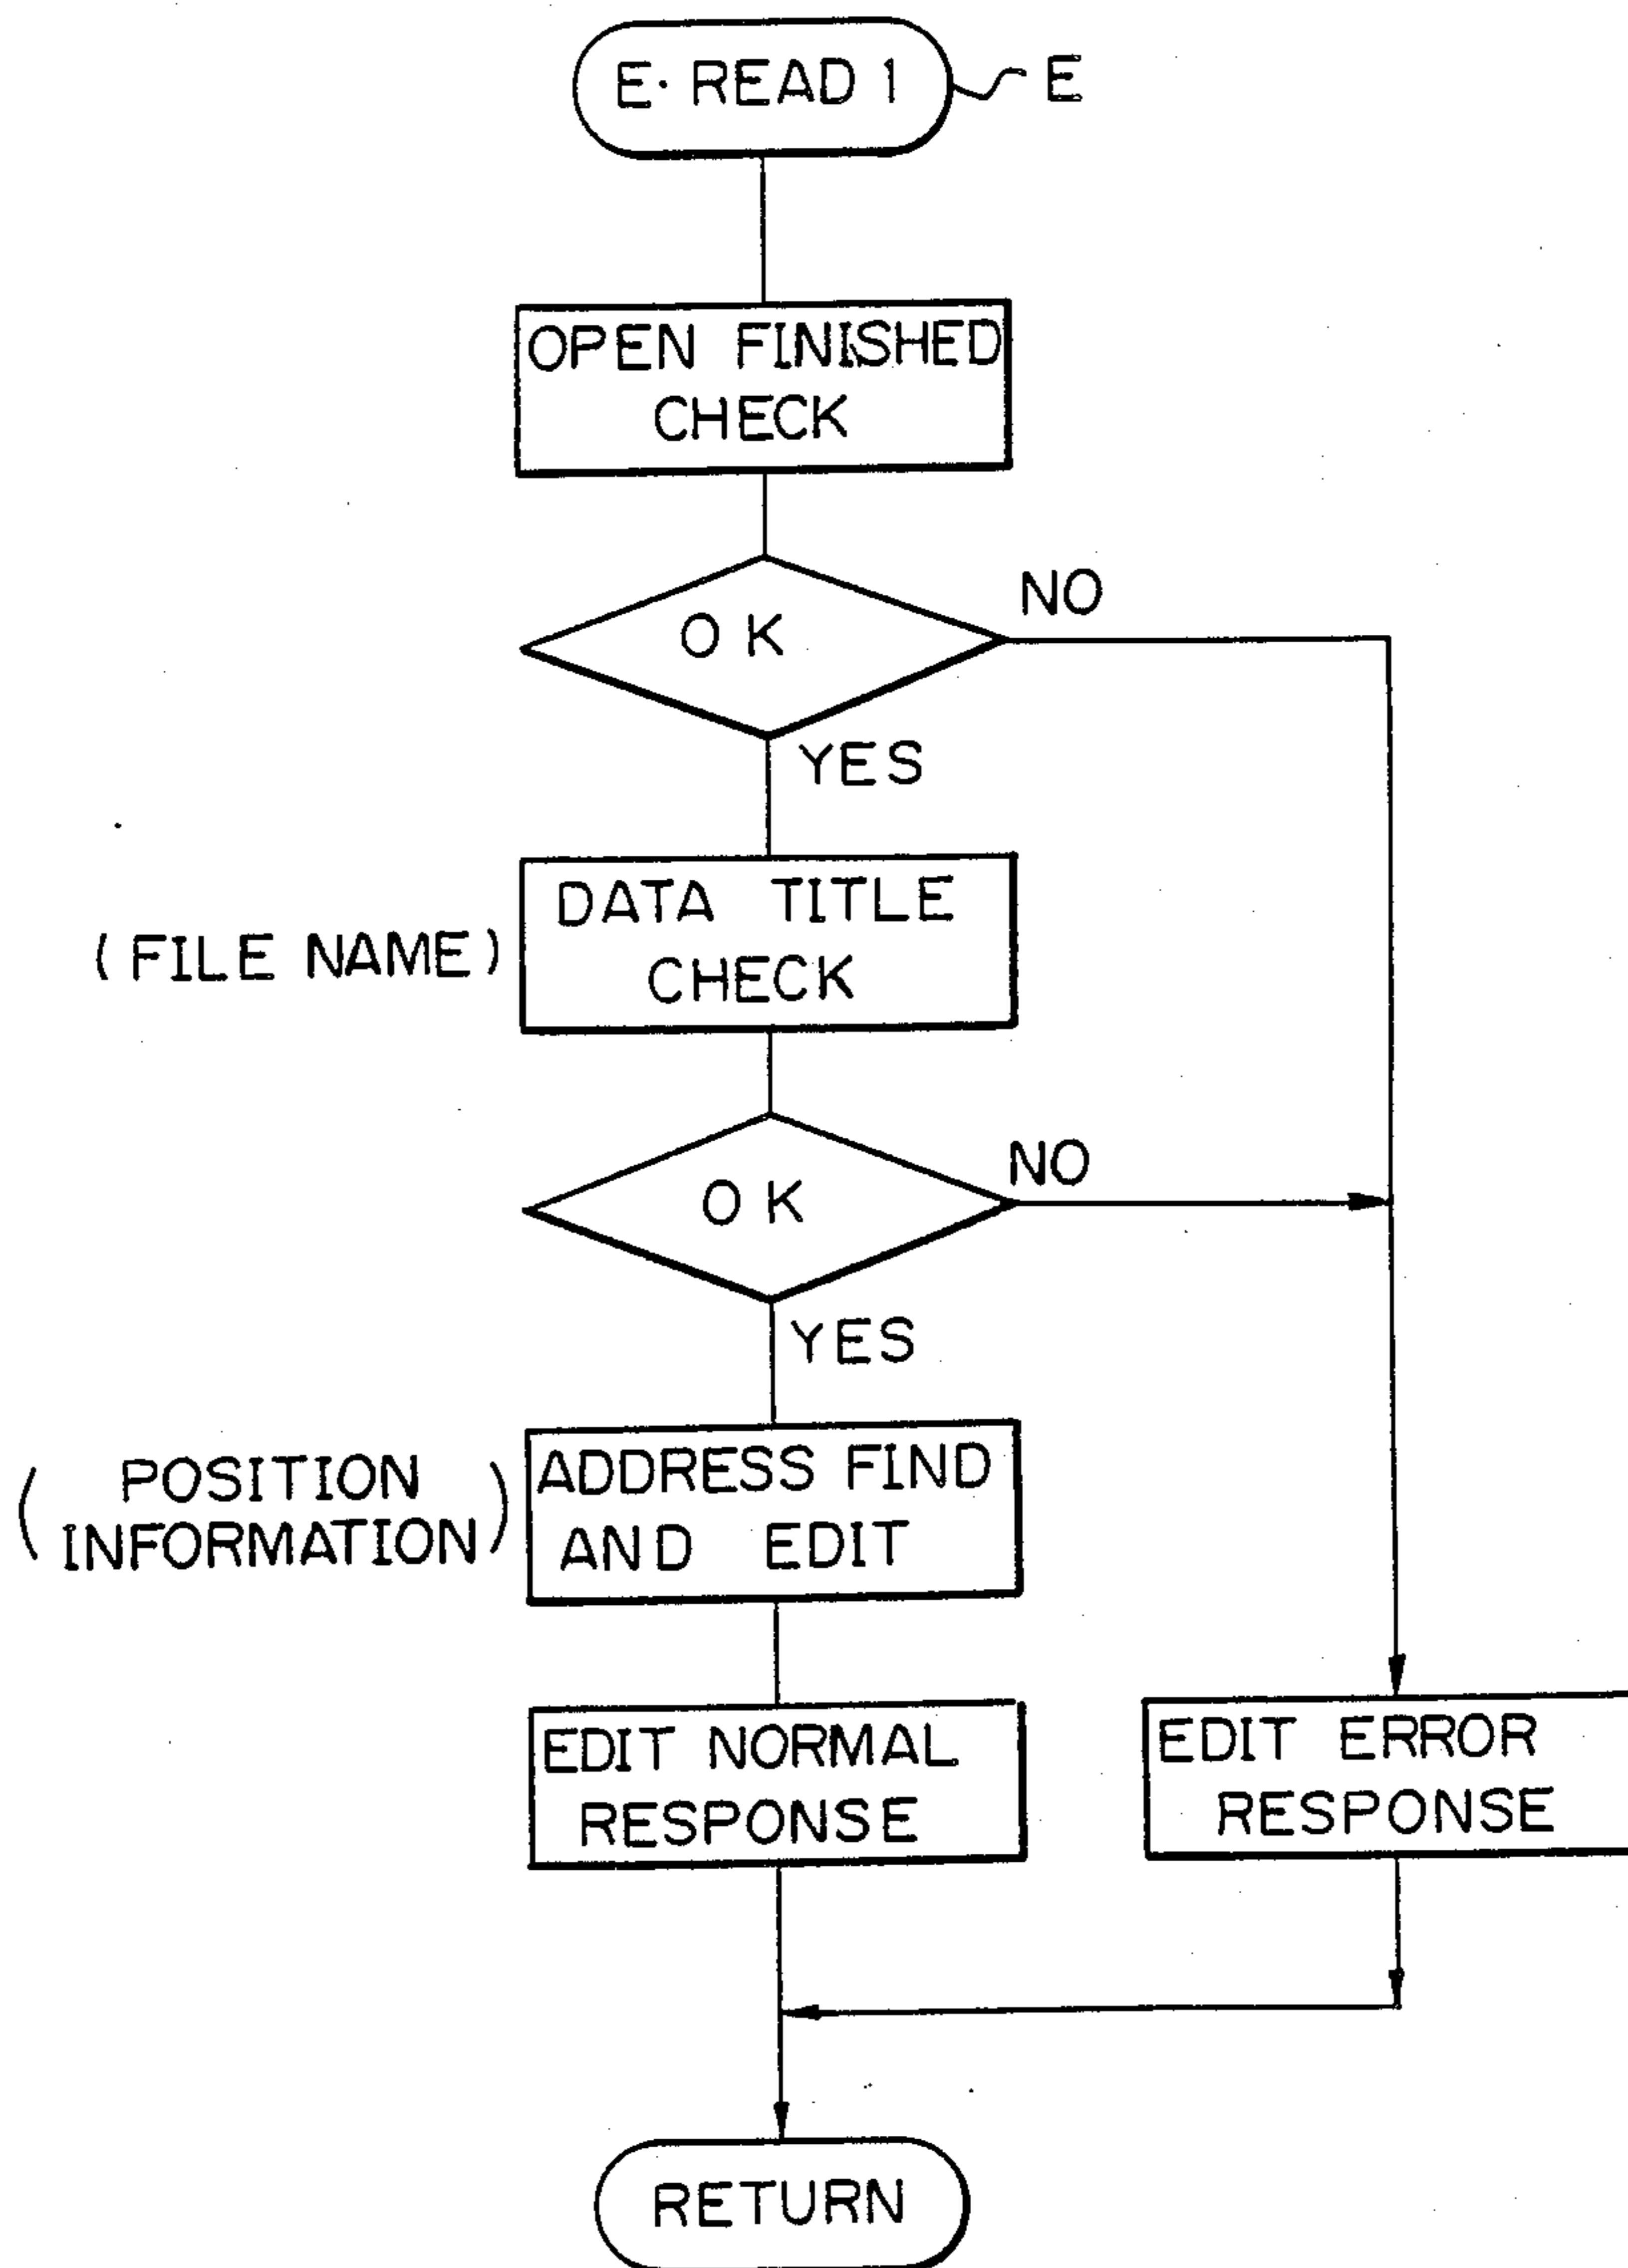 E· READ 1
E
OPEN FINISHED
CHECK
OK
NO
YES
DATA TITLE
CHECK
(FILE NAME)
OK
NO
YES
(POSITION
INFORMATION)
ADDRESS FIND
AND EDIT
EDIT NORMAL
RESPONSE
EDIT ERROR
RESPONSE
RETURN